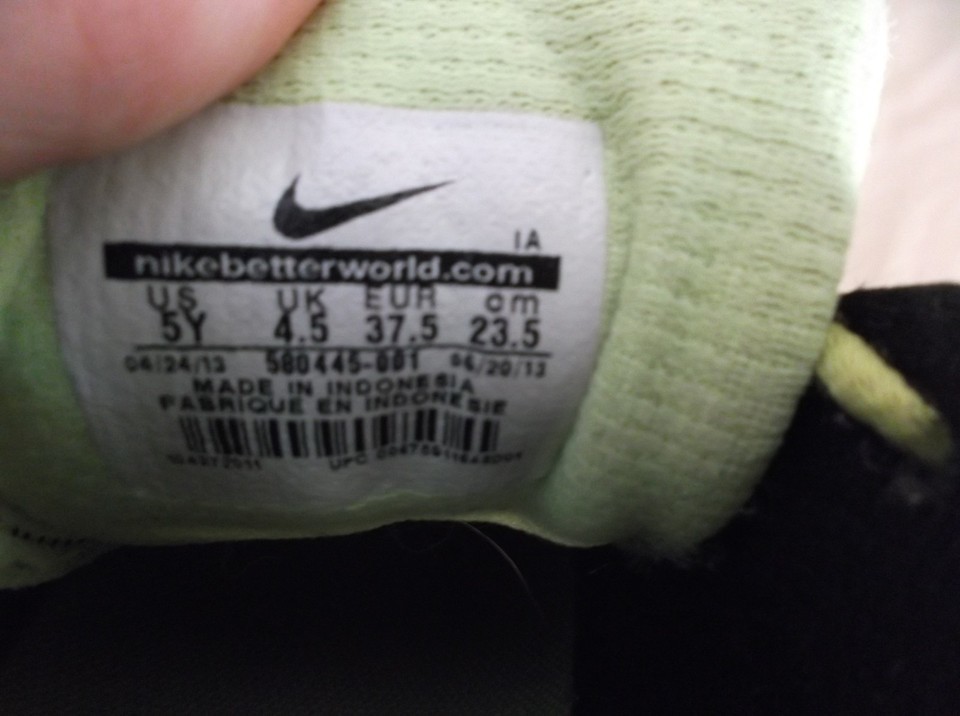 IA
nikebetterworld.com
US UK EUR cm
5Y 4.5 37.5 23.5
04/24/13 580445-001 06/20/13
MADE IN INDONESIA
FABRIQUE EN INDONESIE
UPC